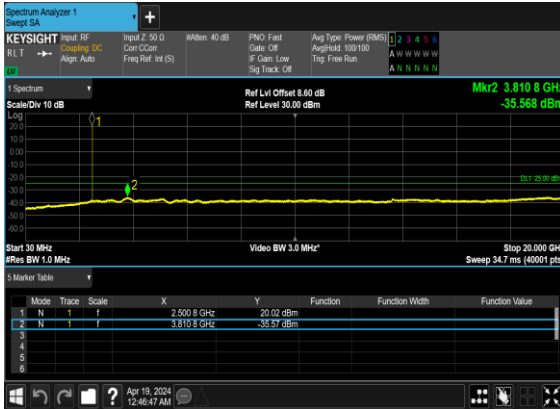 Spectrum Analyzer 1
Swept SA
KEYSIGHT
RLT
Input: RF
Coupling: DC
Align: Auto
Input Z: 50 Ω
Corr CCorr
Freq Ref: Int (S)
#Atten: 40 dB
PNO: Fast
Gate: Off
IF Gain: Low
Sig Track: Off
Avg Type: Power (RMS)
Avg|Hold: 100/100
Trig: Free Run
1 2 3 4 5 6
A W W W W W
A N N N N N
1 Spectrum
Scale/Div 10 dB
Ref Lvl Offset 8.60 dB
Ref Level 30.00 dBm
Mkr2 3.810 8 GHz
-35.568 dBm
Log
20.0
10.0
0.00
-10.0
-20.0
-30.0
-40.0
-50.0
-60.0
1
2
DL1 -25.00 dBm
Start 30 MHz
#Res BW 1.0 MHz
Video BW 3.0 MHz*
Stop 20.000 GHz
Sweep 34.7 ms (40001 pts)
5 Marker Table
Mode Trace Scale X Y Function Function Width Function Value
1 N 1 f 2.500 8 GHz 20.02 dBm
2 N 1 f 3.810 8 GHz -35.57 dBm
3
4
5
6
Apr 19, 2024
12:46:47 AM